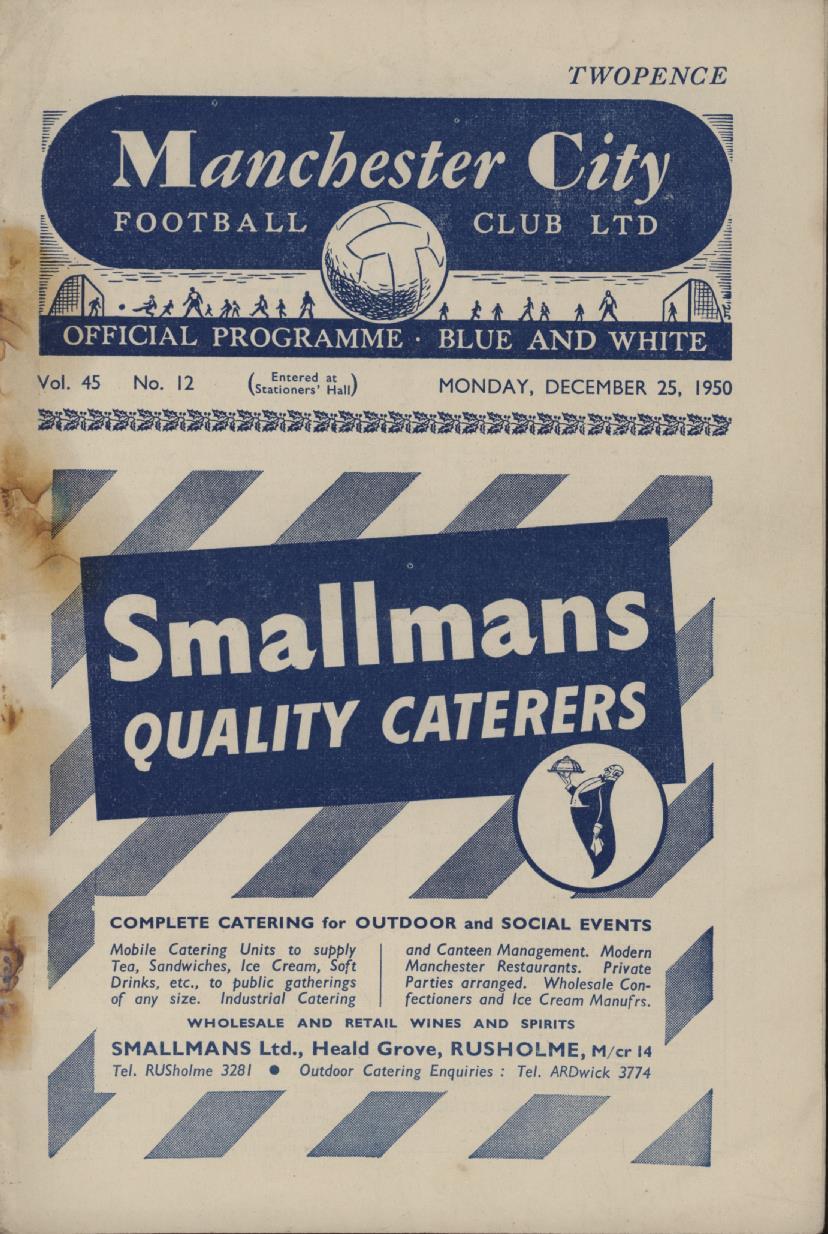 TWOPENCE
Manchester City
FOOTBALL CLUB LTD
OFFICIAL PROGRAMME · BLUE AND WHITE
Vol. 45 No. 12 (Entered at Stationers' Hall) MONDAY, DECEMBER 25, 1950
Smallmans
QUALITY CATERERS
COMPLETE CATERING for OUTDOOR and SOCIAL EVENTS
Mobile Catering Units to supply
Tea, Sandwiches, Ice Cream, Soft
Drinks, etc., to public gatherings
of any size. Industrial Catering
and Canteen Management. Modern
Manchester Restaurants. Private
Parties arranged. Wholesale Con-
fectioners and Ice Cream Manufrs.
WHOLESALE AND RETAIL WINES AND SPIRITS
SMALLMANS Ltd., Heald Grove, RUSHOLME, M/cr 14
Tel. RUSholme 3281 ● Outdoor Catering Enquiries : Tel. ARDwick 3774